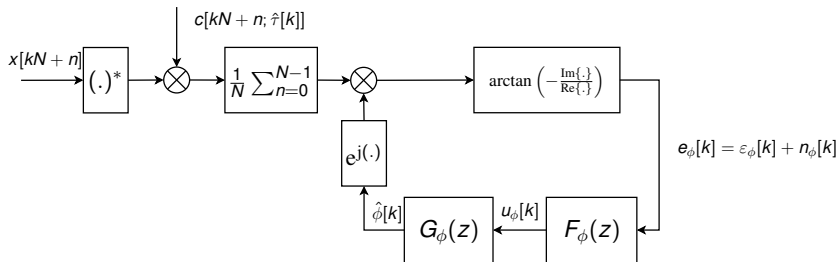 c[kN + n; τ̂[k]]
x[kN + n]
(.)*
1/N ∑_{n=0}^{N−1}
arctan (−Im{.}/Re{.})
e^{j(.)}
e_ϕ[k] = ε_ϕ[k] + n_ϕ[k]
ϕ̂[k]
G_ϕ(z)
u_ϕ[k]
F_ϕ(z)